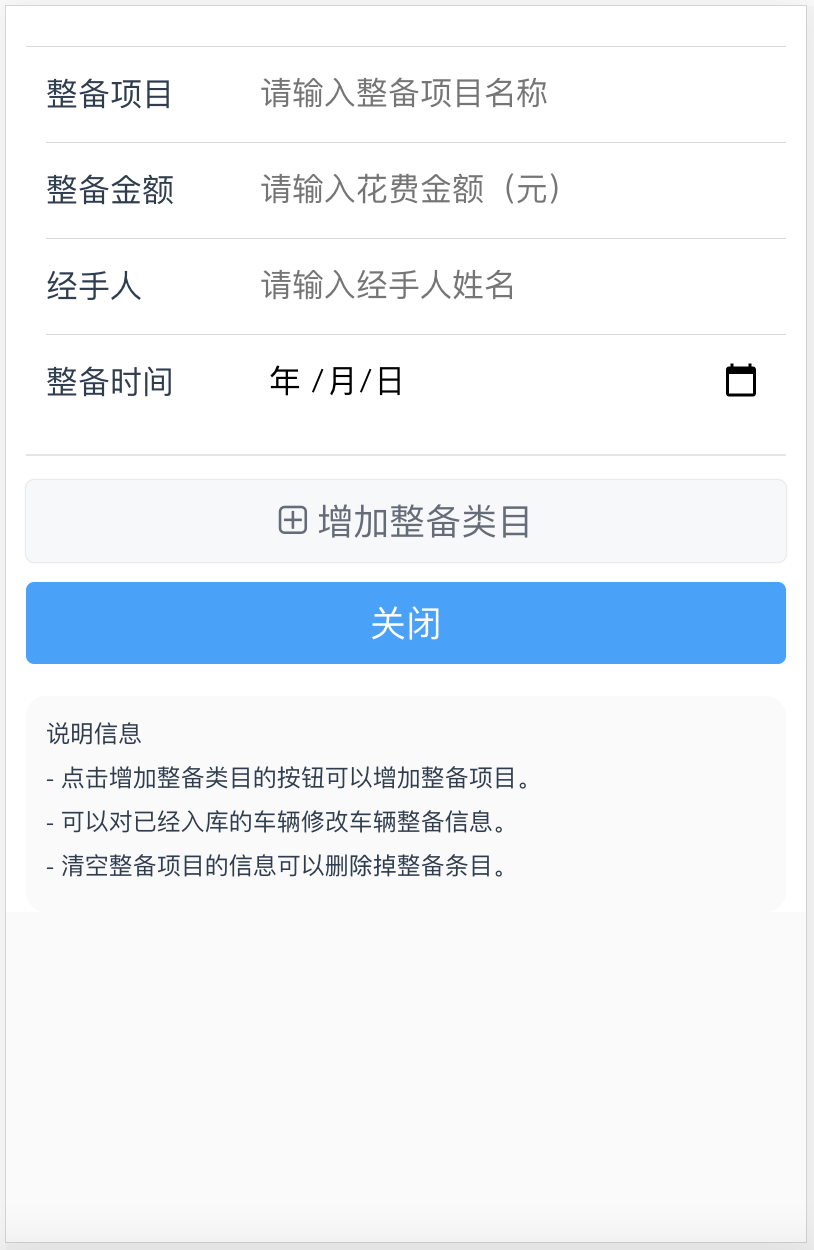 整备项目 请输入整备项目名称
整备金额 请输入花费金额（元）
经手人 请输入经手人姓名
整备时间 年 /月/日
增加整备类目
关闭
说明信息
- 点击增加整备类目的按钮可以增加整备项目。
- 可以对已经入库的车辆修改车辆整备信息。
- 清空整备项目的信息可以删除掉整备条目。